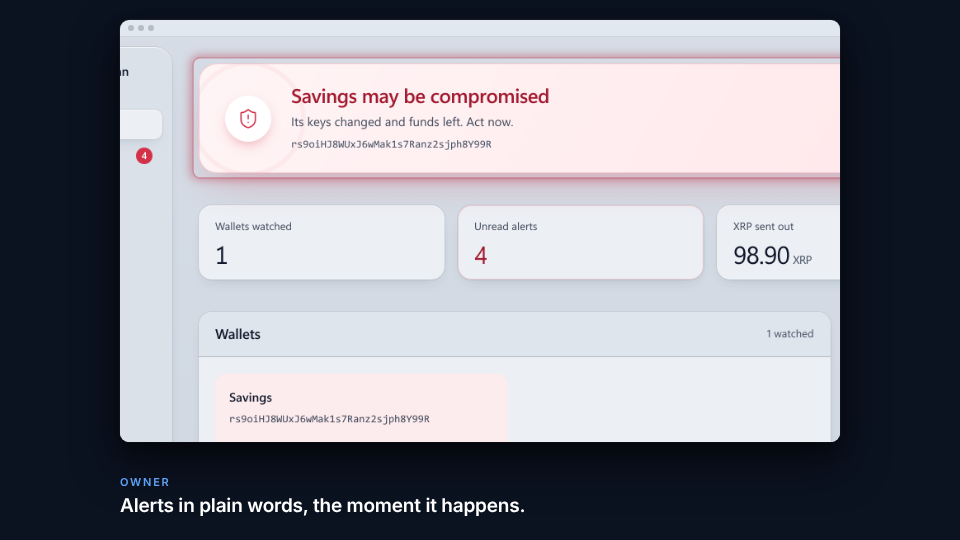 an
4
Savings may be compromised
Its keys changed and funds left. Act now.
rs9oiHJ8WUxJ6wMak1s7Ranz2sjph8Y99R
Wallets watched
1
Unread alerts
4
XRP sent out
98.90 XRP
Wallets
1 watched
Savings
rs9oiHJ8WUxJ6wMak1s7Ranz2sjph8Y99R
OWNER
Alerts in plain words, the moment it happens.